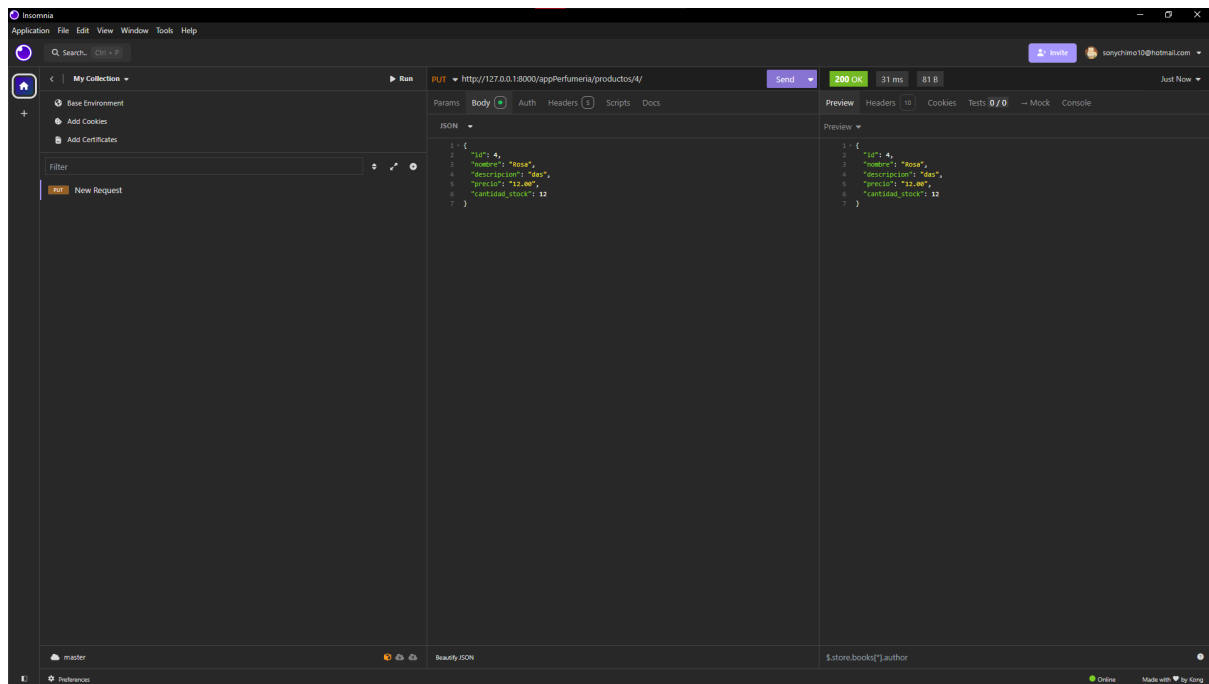 Insomnia
Application File Edit View Window Tools Help
Search.. Ctrl + P
Invite
sonychimo10@hotmail.com
My Collection
Run
Base Environment
Add Cookies
Add Certificates
Filter
PUT New Request
master
Preferences
PUT http://127.0.0.1:8000/appPerfumeria/productos/4/ Send
Params Body Auth Headers 5 Scripts Docs
JSON
1 {
2 "id": 4,
3 "nombre": "Rosa",
4 "descripcion": "das",
5 "precio": "12.00",
6 "cantidad_stock": 12
7 }
Beautify JSON
200 OK 31 ms 81 B Just Now
Preview Headers 10 Cookies Tests 0 / 0 → Mock Console
Preview
1 {
2 "id": 4,
3 "nombre": "Rosa",
4 "descripcion": "das",
5 "precio": "12.00",
6 "cantidad_stock": 12
7 }
$.store.books[*].author
Online Made with ♥ by Kong